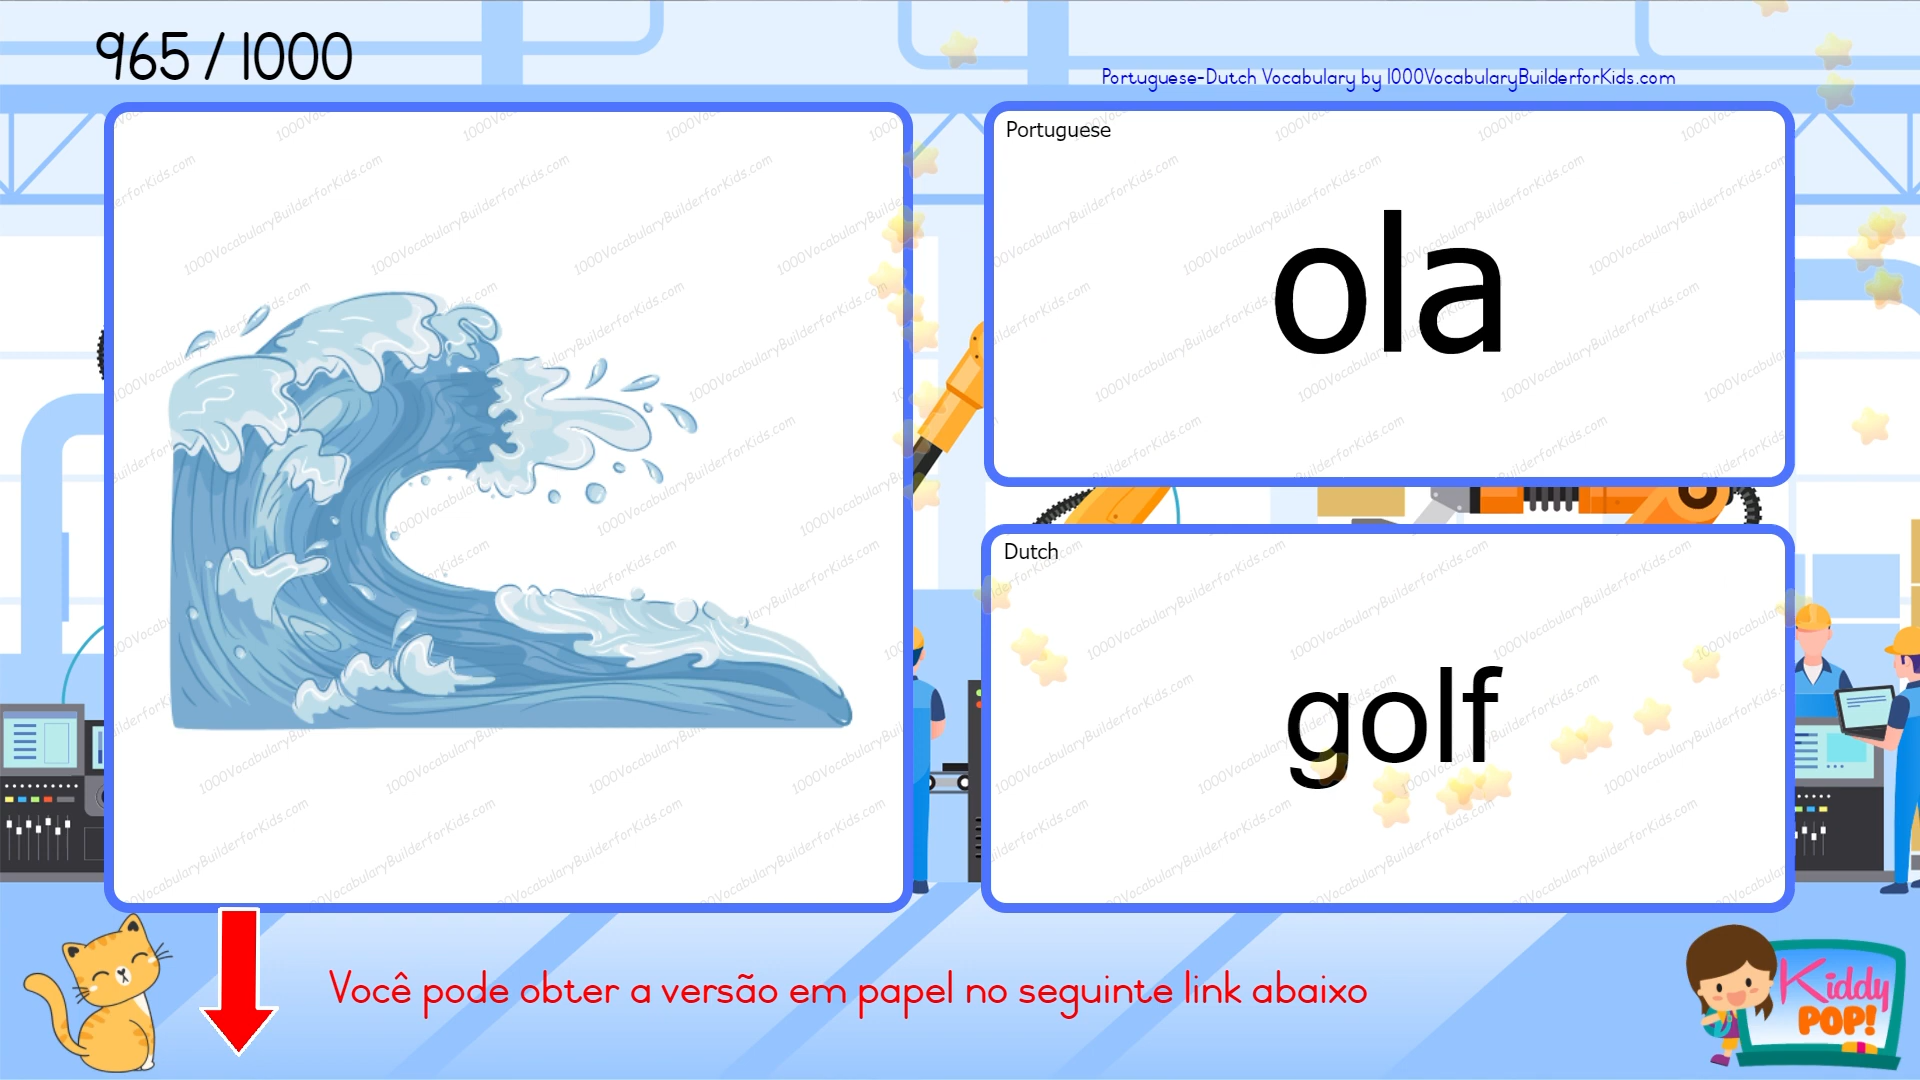 965 / 1000
Portuguese-Dutch Vocabulary by 1000VocabularyBuilderforKids.com
Portuguese
ola
Dutch
golf
Você pode obter a versão em papel no seguinte link abaixo
Kiddy
POP!